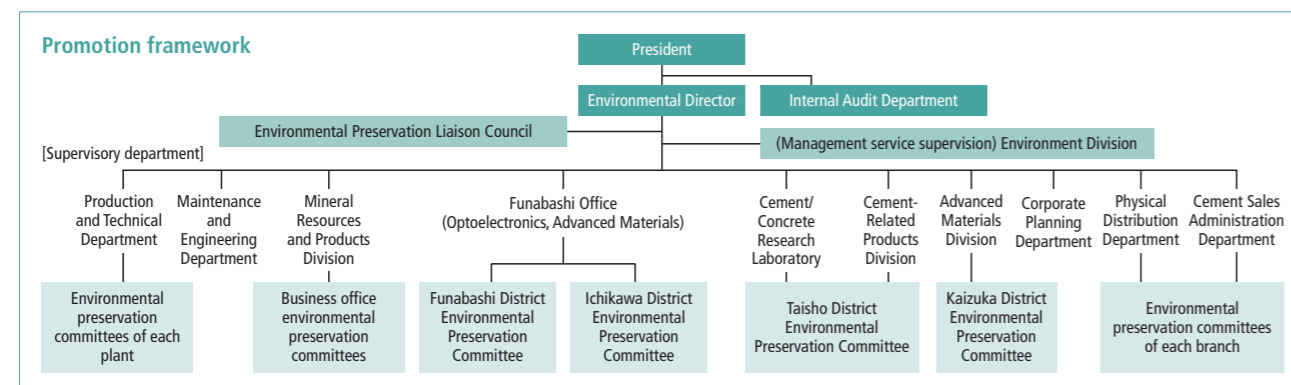 Promotion framework
President
Environmental Director
Internal Audit Department
Environmental Preservation Liaison Council
(Management service supervision) Environment Division
[Supervisory department]
Production
and Technical
Department
Maintenance
and
Engineering
Department
Mineral
Resources
and Products
Division
Funabashi Office
(Optoelectronics, Advanced Materials)
Cement/
Concrete
Research
Laboratory
Cement-
Related
Products
Division
Advanced
Materials
Division
Corporate
Planning
Department
Physical
Distribution
Department
Cement Sales
Administration
Department
Environmental
preservation
committees of each
plant
Business office
environmental
preservation
committees
Funabashi District
Environmental
Preservation
Committee
Ichikawa District
Environmental
Preservation
Committee
Taisho District
Environmental
Preservation Committee
Kaizuka District
Environmental
Preservation
Committee
Environmental
preservation committees
of each branch